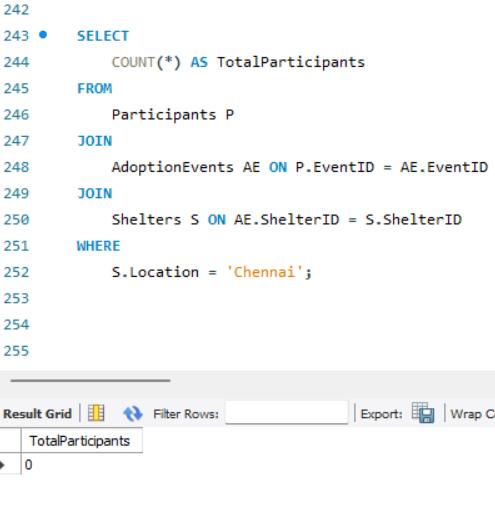 242
243 SELECT
244 COUNT(*) AS TotalParticipants
245 FROM
246 Participants P
247 JOIN
248 AdoptionEvents AE ON P.EventID = AE.EventID
249 JOIN
250 Shelters S ON AE.ShelterID = S.ShelterID
251 WHERE
252 S.Location = 'Chennai';
253
254
255
Result Grid Filter Rows: Export: Wrap C
TotalParticipants
0